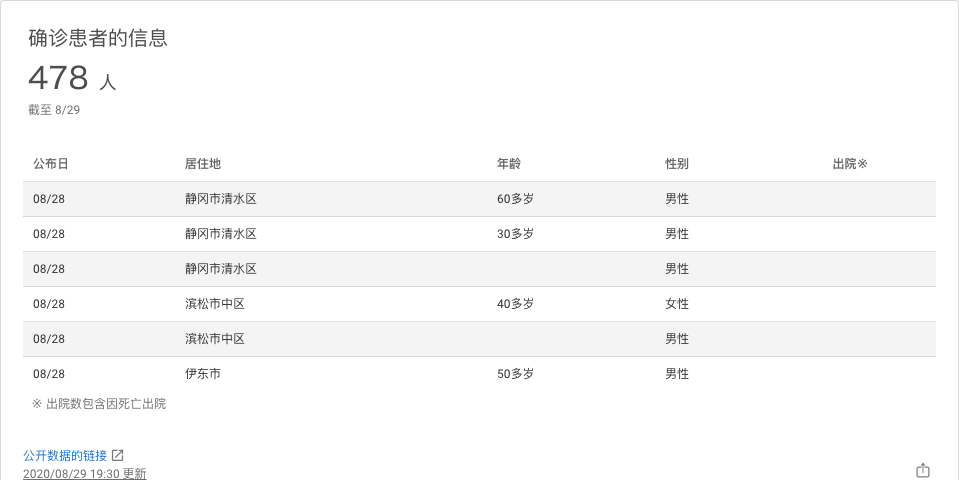 确诊患者的信息
478 人
截至 8/29
公布日 居住地 年龄 性别 出院※
08/28 静冈市清水区 60多岁 男性
08/28 静冈市清水区 30多岁 男性
08/28 静冈市清水区 男性
08/28 滨松市中区 40多岁 女性
08/28 滨松市中区 男性
08/28 伊东市 50多岁 男性
※ 出院数包含因死亡出院
公开数据的链接
2020/08/29 19:30 更新